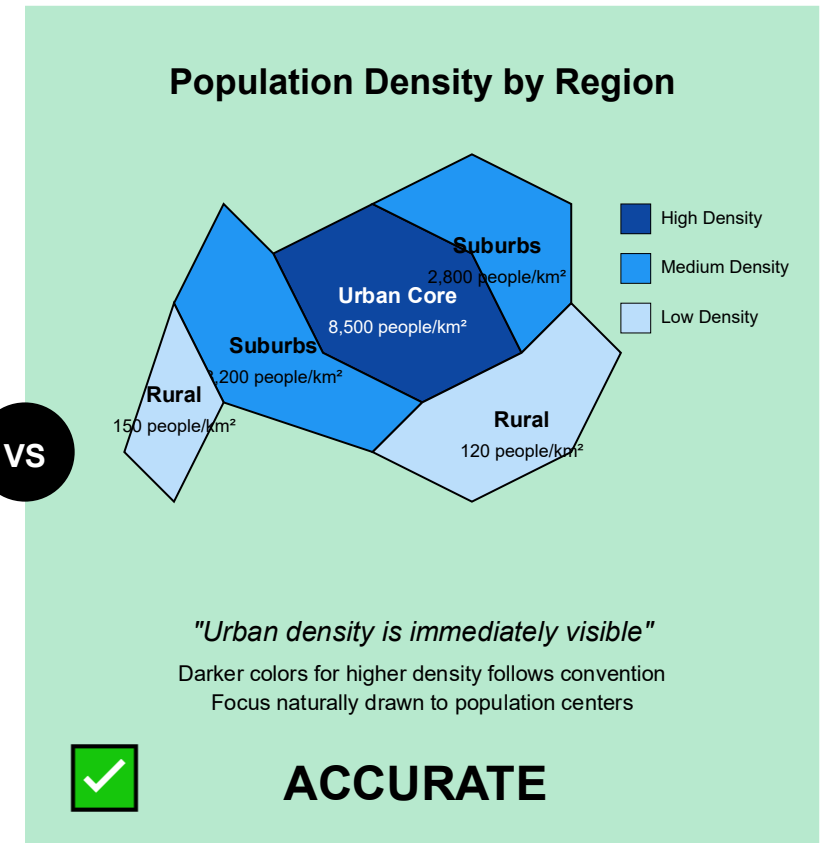 Population Density by Region
High Density
Medium Density
Low Density
Suburbs
2,800 people/km²
Urban Core
8,500 people/km²
Suburbs
,200 people/km²
Rural
150 people/km²
Rural
120 people/km²
VS
"Urban density is immediately visible"
Darker colors for higher density follows convention
Focus naturally drawn to population centers
ACCURATE